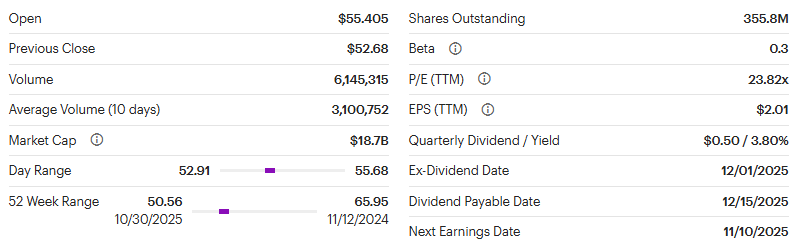 Open $55.405
Previous Close $52.68
Volume 6,145,315
Average Volume (10 days) 3,100,752
Market Cap $18.7B
Day Range 52.91 55.68
52 Week Range 50.56 65.95
10/30/2025 11/12/2024
Shares Outstanding 355.8M
Beta 0.3
P/E (TTM) 23.82x
EPS (TTM) $2.01
Quarterly Dividend / Yield $0.50 / 3.80%
Ex-Dividend Date 12/01/2025
Dividend Payable Date 12/15/2025
Next Earnings Date 11/10/2025